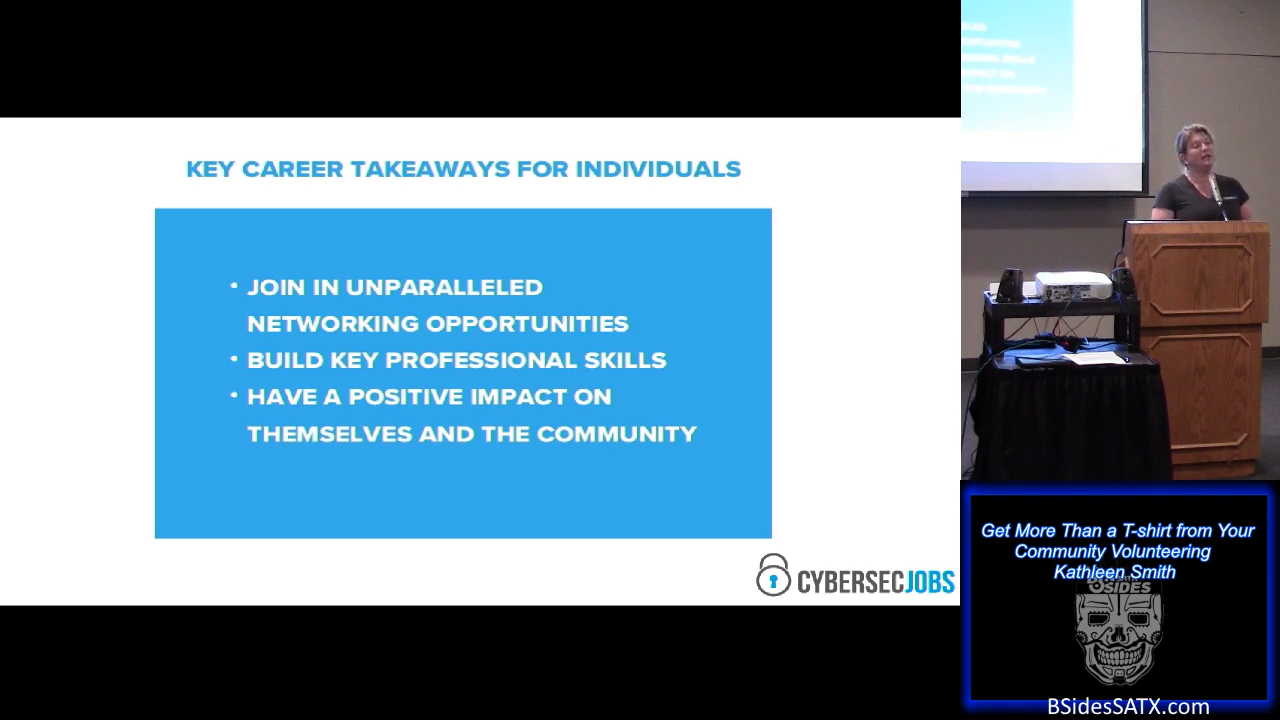 KEY CAREER TAKEAWAYS FOR INDIVIDUALS
• JOIN IN UNPARALLELED
NETWORKING OPPORTUNITIES
• BUILD KEY PROFESSIONAL SKILLS
• HAVE A POSITIVE IMPACT ON
THEMSELVES AND THE COMMUNITY
CYBERSECJOBS
Get More Than a T-shirt from Your
Community Volunteering
Kathleen Smith
BSIDES
BSidesSATX.com